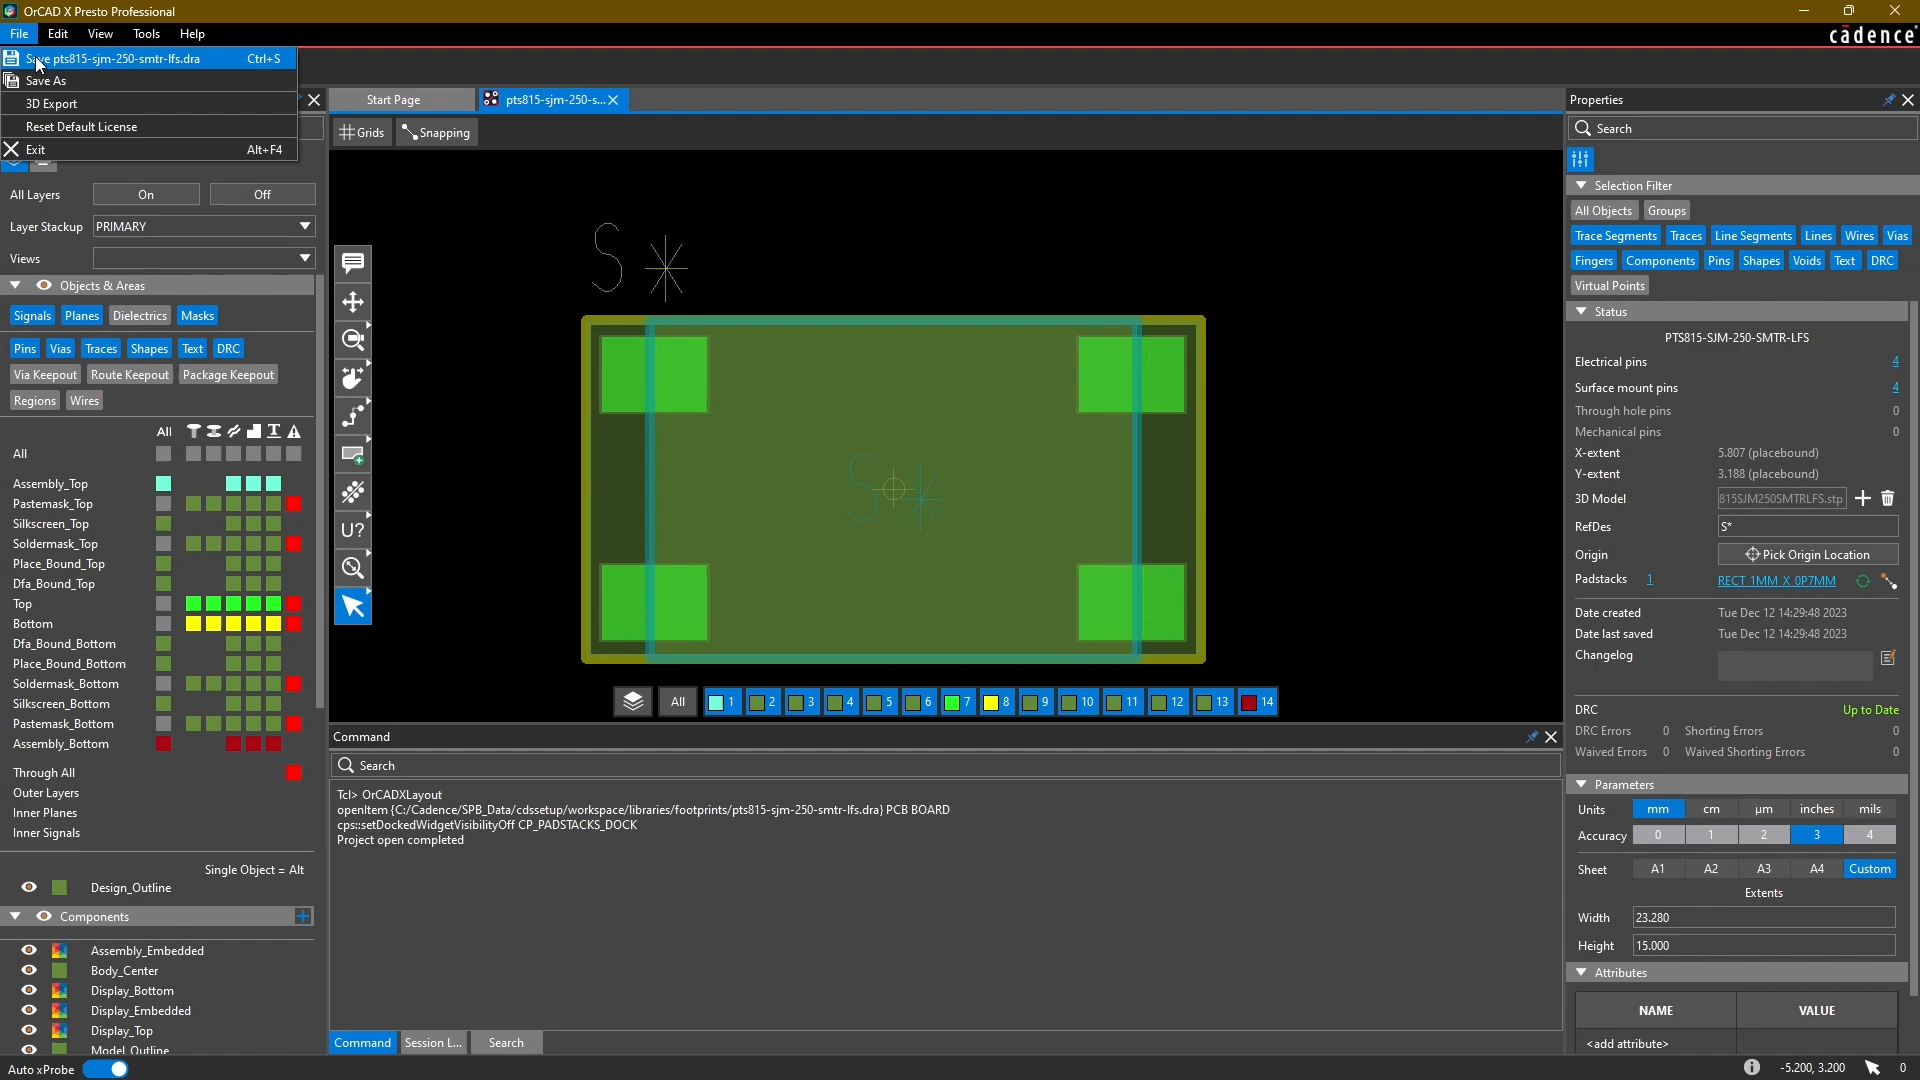 OrCAD X Presto Professional
File Edit View Tools Help
cādence
Save pts815-sjm-250-smtr-lfs.dra Ctrl+S
Save As
3D Export
Reset Default License
Exit Alt+F4
Start Page
pts815-sjm-250-s...
Grids
Snapping
All Layers On Off
Layer Stackup PRIMARY
Views
Objects & Areas
Signals Planes Dielectrics Masks
Pins Vias Traces Shapes Text DRC
Via Keepout Route Keepout Package Keepout
Regions Wires
All
All
Assembly_Top
Pastemask_Top
Silkscreen_Top
Soldermask_Top
Place_Bound_Top
Dfa_Bound_Top
Top
Bottom
Dfa_Bound_Bottom
Place_Bound_Bottom
Soldermask_Bottom
Silkscreen_Bottom
Pastemask_Bottom
Assembly_Bottom
Through All
Outer Layers
Inner Planes
Inner Signals
Single Object = Alt
Design_Outline
Components
Assembly_Embedded
Body_Center
Display_Bottom
Display_Embedded
Display_Top
Model_Outline
Auto xProbe
S*
S*
U?
All 1 2 3 4 5 6 7 8 9 10 11 12 13 14
Command
Search
Tcl> OrCADXLayout
openItem {C:/Cadence/SPB_Data/cdssetup/workspace/libraries/footprints/pts815-sjm-250-smtr-lfs.dra} PCB BOARD
cps::setDockedWidgetVisibilityOff CP_PADSTACKS_DOCK
Project open completed
Command Session L... Search
Properties
Search
Selection Filter
All Objects Groups
Trace Segments Traces Line Segments Lines Wires Vias
Fingers Components Pins Shapes Voids Text DRC
Virtual Points
Status
PTS815-SJM-250-SMTR-LFS
Electrical pins 4
Surface mount pins 4
Through hole pins 0
Mechanical pins 0
X-extent 5.807 (placebound)
Y-extent 3.188 (placebound)
3D Model 815SJM250SMTRLFS.stp
RefDes S*
Origin Pick Origin Location
Padstacks 1 RECT_1MM_X_0P7MM
Date created Tue Dec 12 14:29:48 2023
Date last saved Tue Dec 12 14:29:48 2023
Changelog
DRC Up to Date
DRC Errors 0 Shorting Errors 0
Waived Errors 0 Waived Shorting Errors 0
Parameters
Units mm cm µm inches mils
Accuracy 0 1 2 3 4
Sheet A1 A2 A3 A4 Custom
Extents
Width 23.280
Height 15.000
Attributes
NAME VALUE
<add attribute>
-5.200, 3.200 0